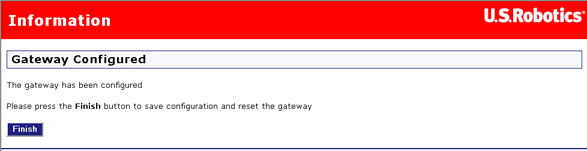 Information
U.S.Robotics®
Gateway Configured
The gateway has been configured
Please press the Finish button to save configuration and reset the gateway
Finish